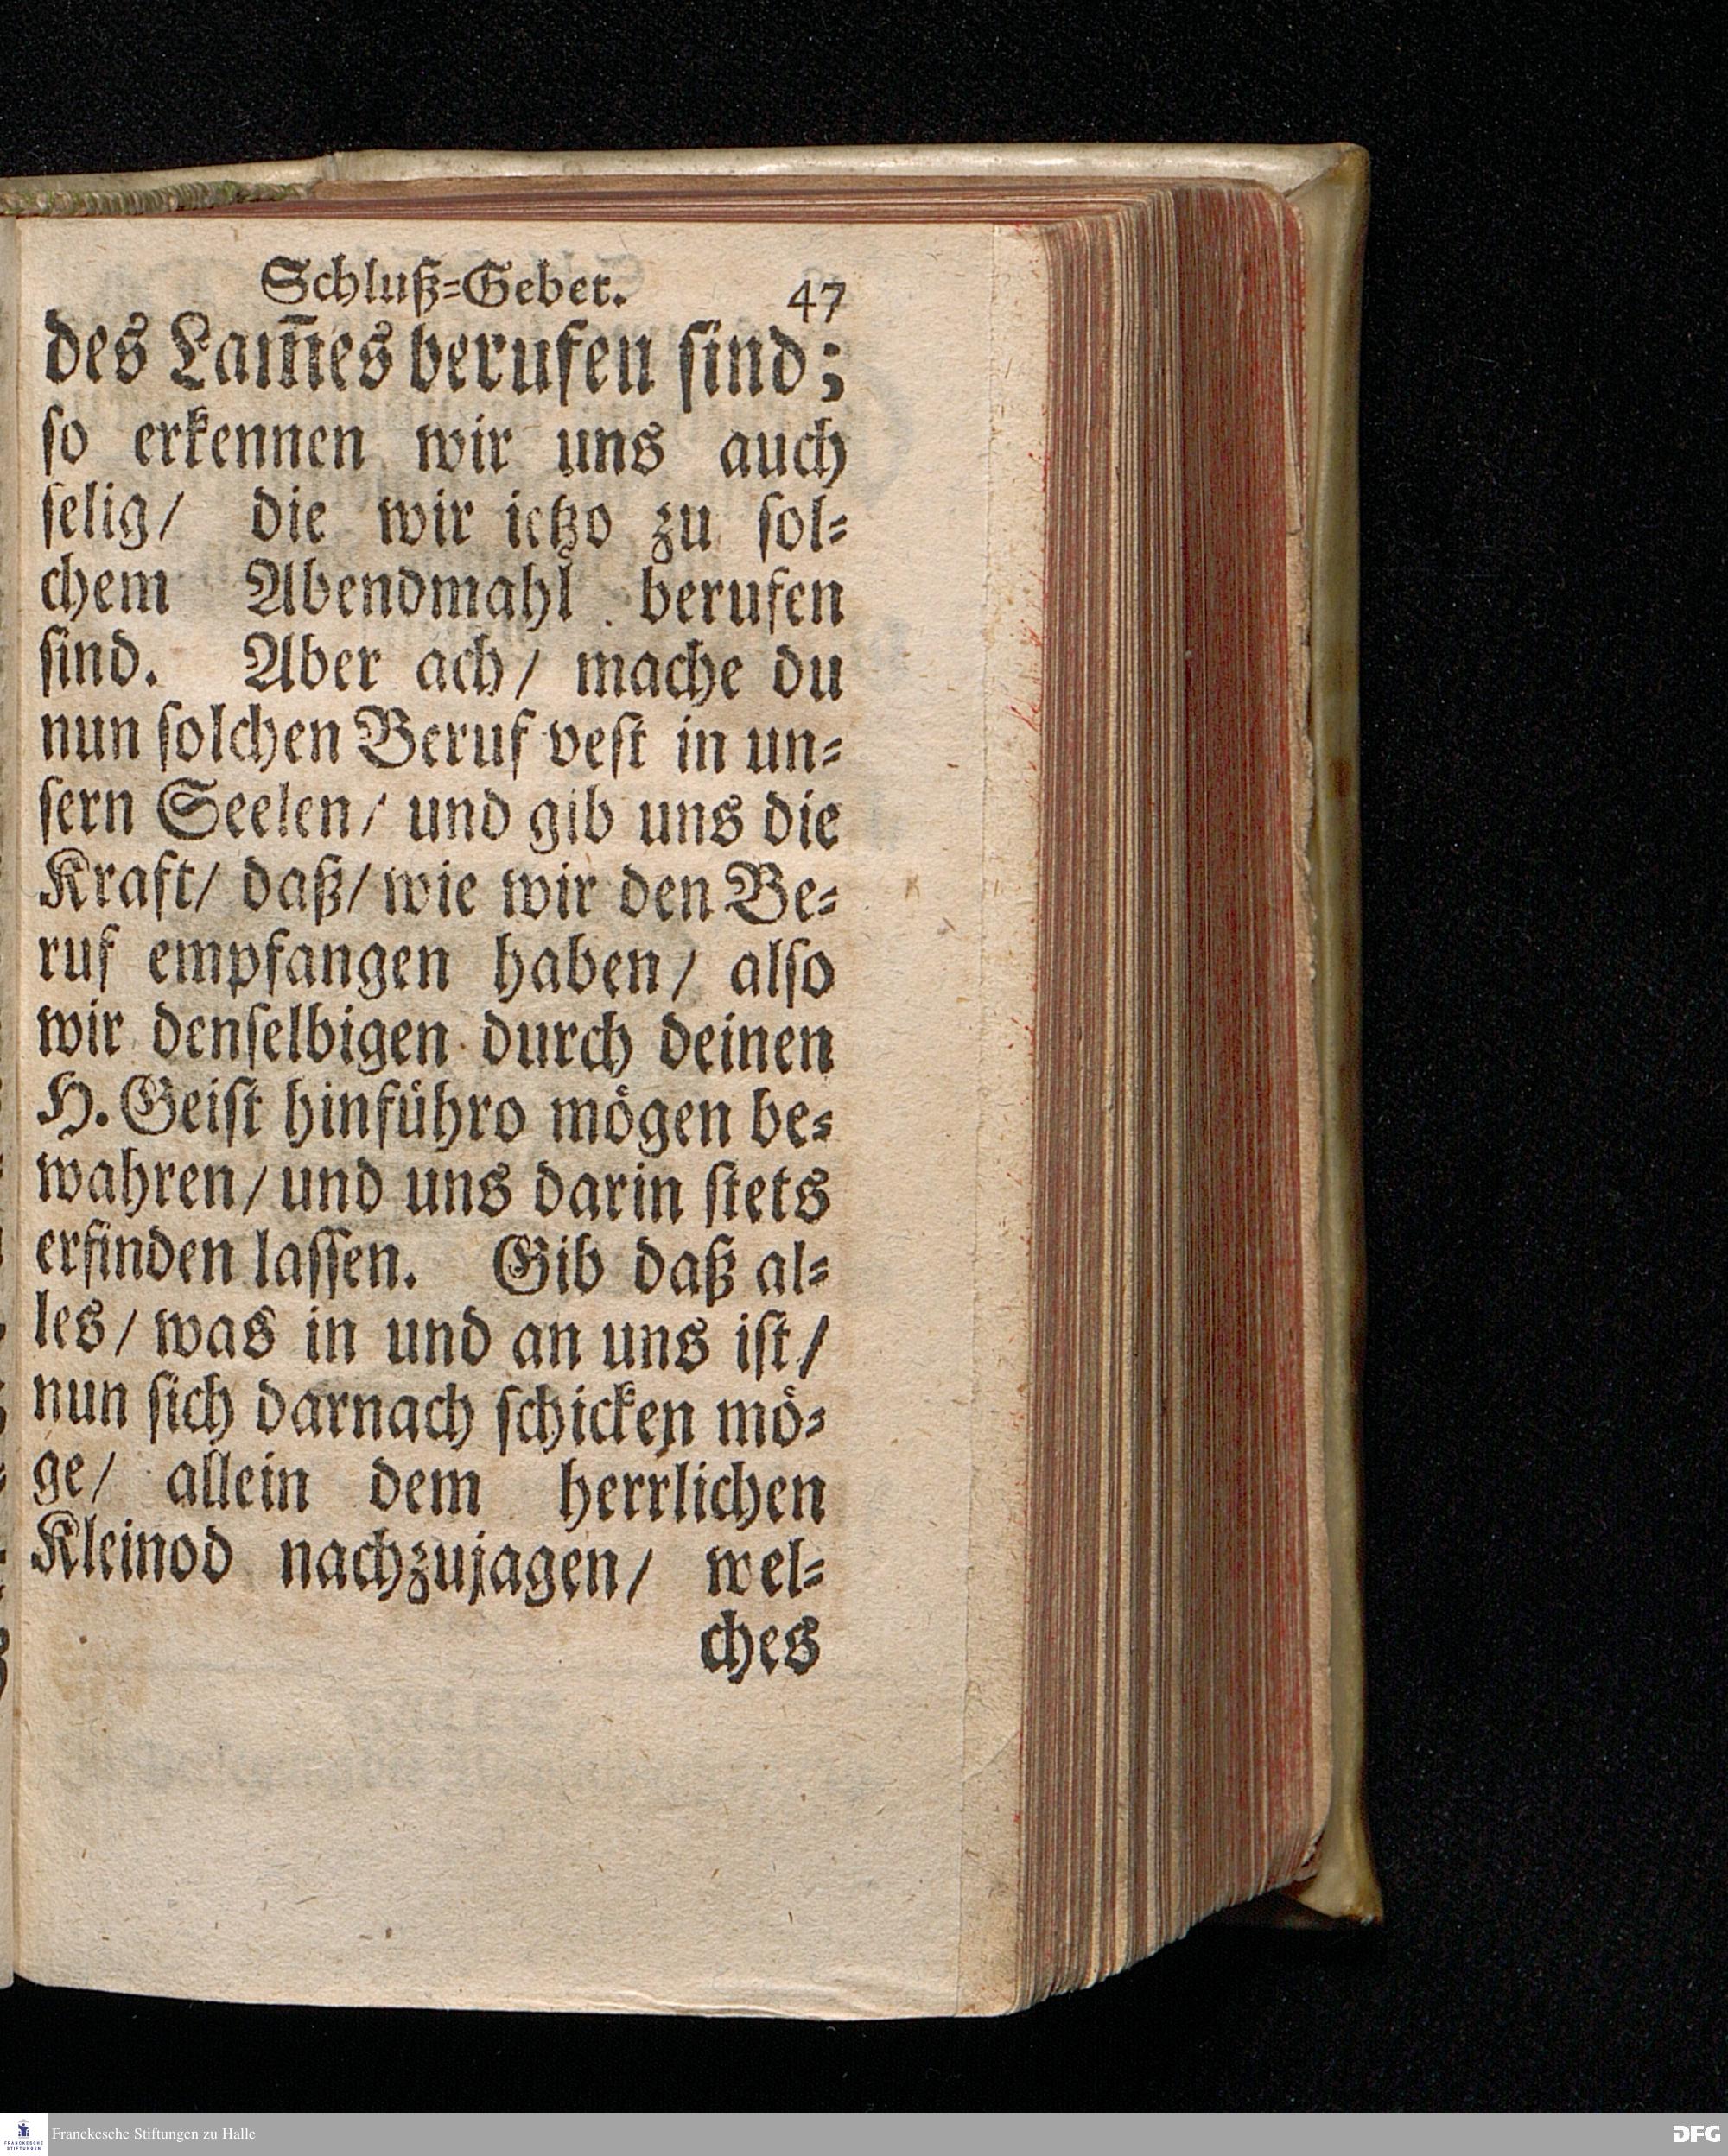 Schluß-Gebet. 47
des Lam̄es berufen sind;
so erkennen wir uns auch
selig/ die wir ietzo zu sol-
chem Abendmahl berufen
sind. Aber ach/ mache du
nun solchen Beruf vest in un-
sern Seelen/ und gib uns die
Kraft/ daß/ wie wir den Be-
ruf empfangen haben/ also
wir denselbigen durch deinen
H. Geist hinführo mögen be-
wahren/ und uns darin stets
erfinden lassen. Gib daß al-
les/ was in und an uns ist/
nun sich darnach schicken mö-
ge/ allein dem herrlichen
Kleinod nachzujagen/ wel-
ches
FRANCKESCHE
STIFTUNGEN
Franckesche Stiftungen zu Halle
DFG